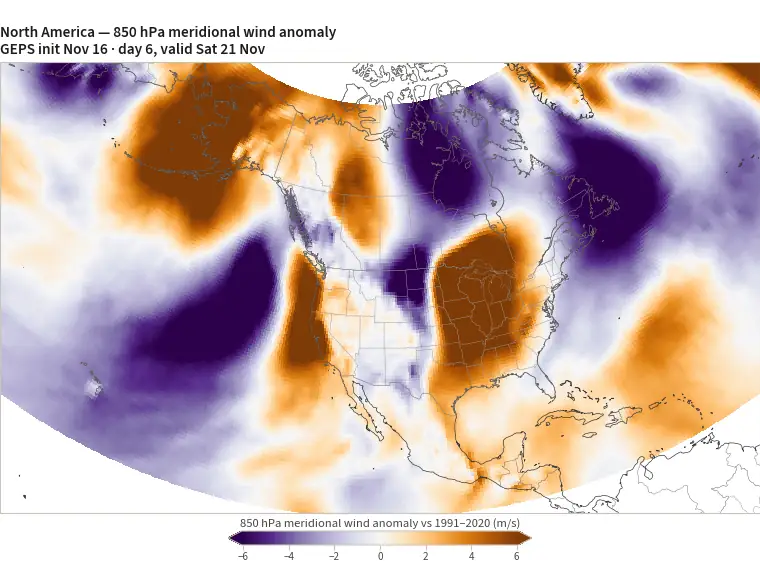 North America — 850 hPa meridional wind anomaly
GEPS init Nov 16 · day 6, valid Sat 21 Nov
850 hPa meridional wind anomaly vs 1991–2020 (m/s)
−6 −4 −2 0 2 4 6